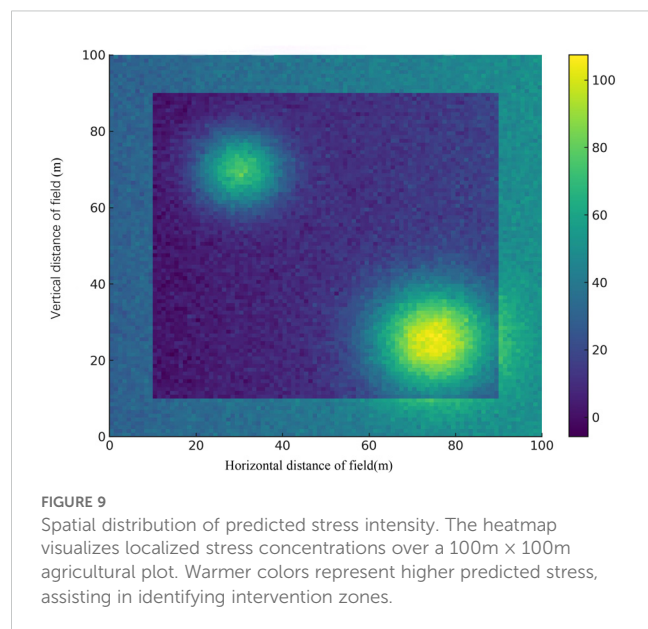 100
80
60
40
20
0
0
20
40
60
80
100
Vertical distance of field (m)
Horizontal distance of field(m)
100
80
60
40
20
0
FIGURE 9
Spatial distribution of predicted stress intensity. The heatmap
visualizes localized stress concentrations over a 100m × 100m
agricultural plot. Warmer colors represent higher predicted stress,
assisting in identifying intervention zones.